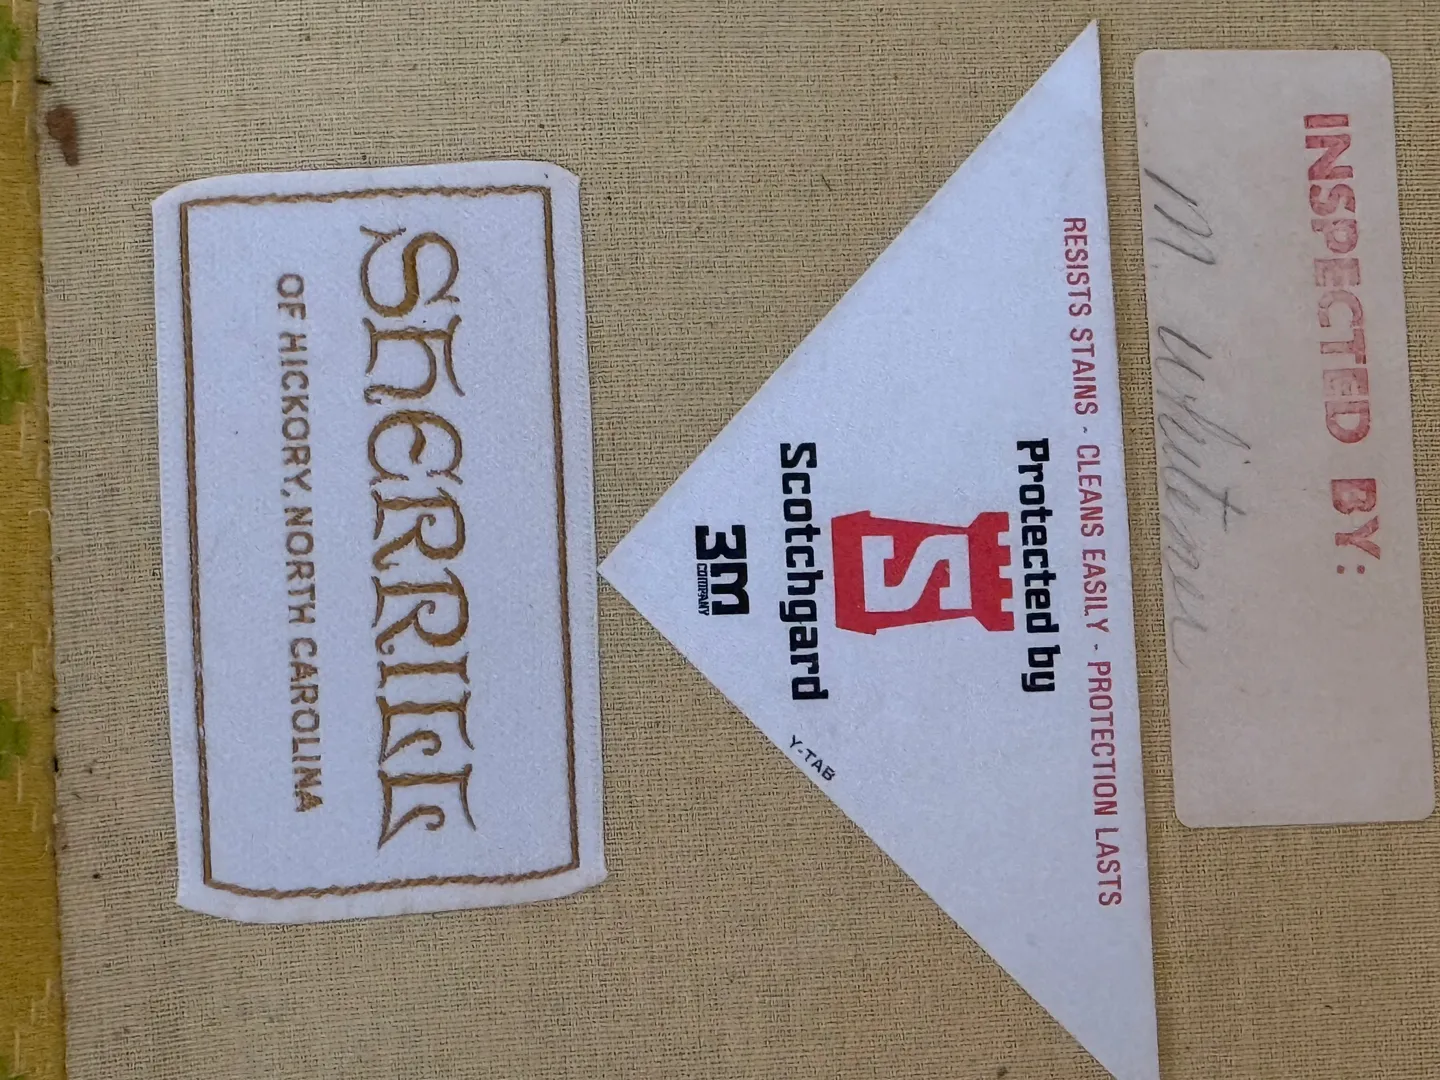 INSPECTED BY:
M. Whitener
RESISTS STAINS - CLEANS EASILY - PROTECTION LASTS
Protected by
S
Scotchgard
3M
COMPANY
Y-TAB
SHERRILL
OF HICKORY, NORTH CAROLINA